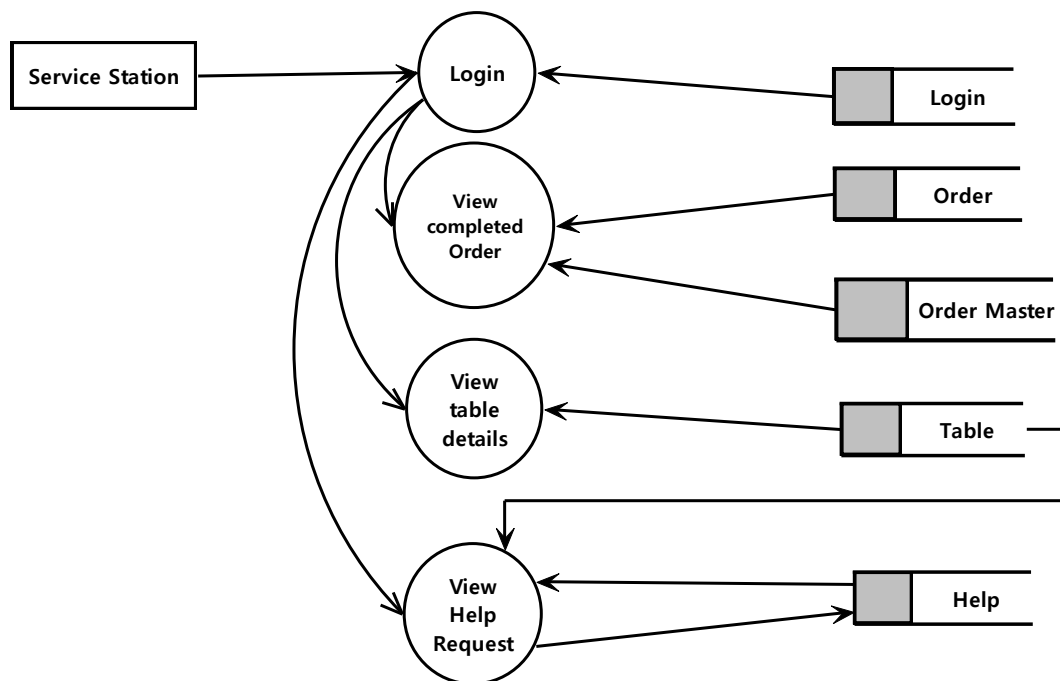 Service Station
Login
Login
View
completed
Order
Order
Order Master
View
table
details
Table
View
Help
Request
Help